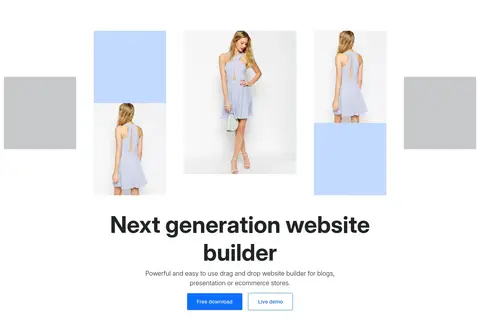 Next generation website
builder
Powerful and easy to use drag and drop website builder for blogs,
presentation or ecommerce stores.
Free download
Live demo